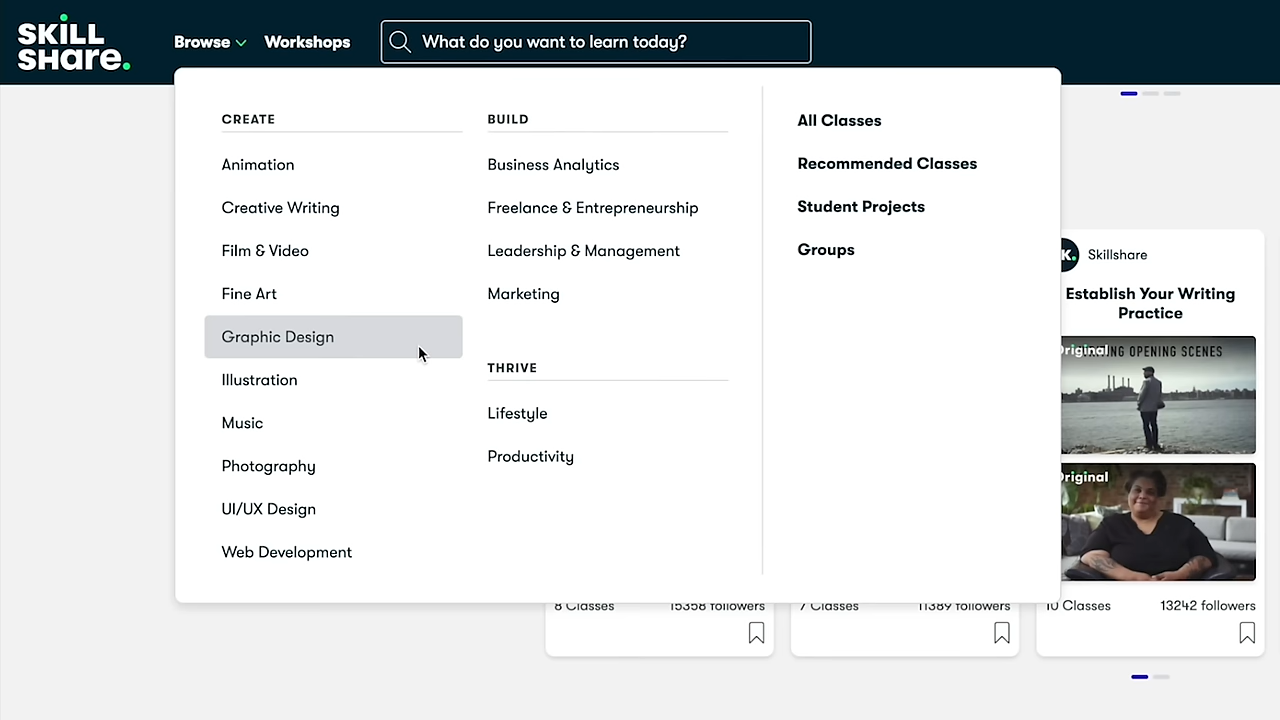 SKILL
SHARE.
Browse
Workshops
What do you want to learn today?
CREATE
Animation
Creative Writing
Film & Video
Fine Art
Graphic Design
Illustration
Music
Photography
UI/UX Design
Web Development
BUILD
Business Analytics
Freelance & Entrepreneurship
Leadership & Management
Marketing
THRIVE
Lifestyle
Productivity
All Classes
Recommended Classes
Student Projects
Groups
K.
Skillshare
Establish Your Writing
Practice
Original
OPENING SCENES
Original
8 Classes
15358 followers
7 Classes
11389 followers
10 Classes
13242 followers